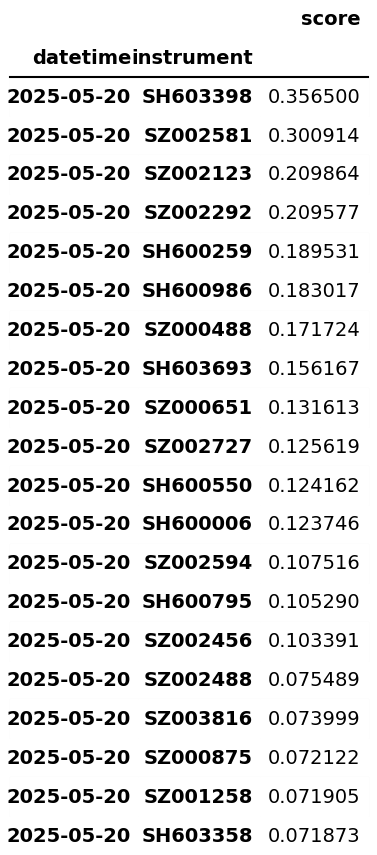 score
datetime instrument
2025-05-20 SH603398 0.356500
2025-05-20 SZ002581 0.300914
2025-05-20 SZ002123 0.209864
2025-05-20 SZ002292 0.209577
2025-05-20 SH600259 0.189531
2025-05-20 SH600986 0.183017
2025-05-20 SZ000488 0.171724
2025-05-20 SH603693 0.156167
2025-05-20 SZ000651 0.131613
2025-05-20 SZ002727 0.125619
2025-05-20 SH600550 0.124162
2025-05-20 SH600006 0.123746
2025-05-20 SZ002594 0.107516
2025-05-20 SH600795 0.105290
2025-05-20 SZ002456 0.103391
2025-05-20 SZ002488 0.075489
2025-05-20 SZ003816 0.073999
2025-05-20 SZ000875 0.072122
2025-05-20 SZ001258 0.071905
2025-05-20 SH603358 0.071873